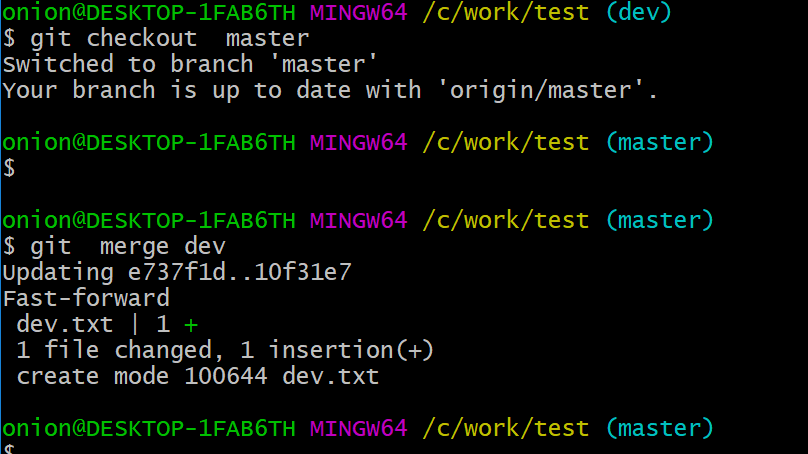 onion@DESKTOP-1FAB6TH MINGW64 /c/work/test (dev)
$ git checkout  master
Switched to branch 'master'
Your branch is up to date with 'origin/master'.
onion@DESKTOP-1FAB6TH MINGW64 /c/work/test (master)
$
onion@DESKTOP-1FAB6TH MINGW64 /c/work/test (master)
$ git  merge dev
Updating e737f1d..10f31e7
Fast-forward
 dev.txt | 1 +
 1 file changed, 1 insertion(+)
 create mode 100644 dev.txt
onion@DESKTOP-1FAB6TH MINGW64 /c/work/test (master)
$